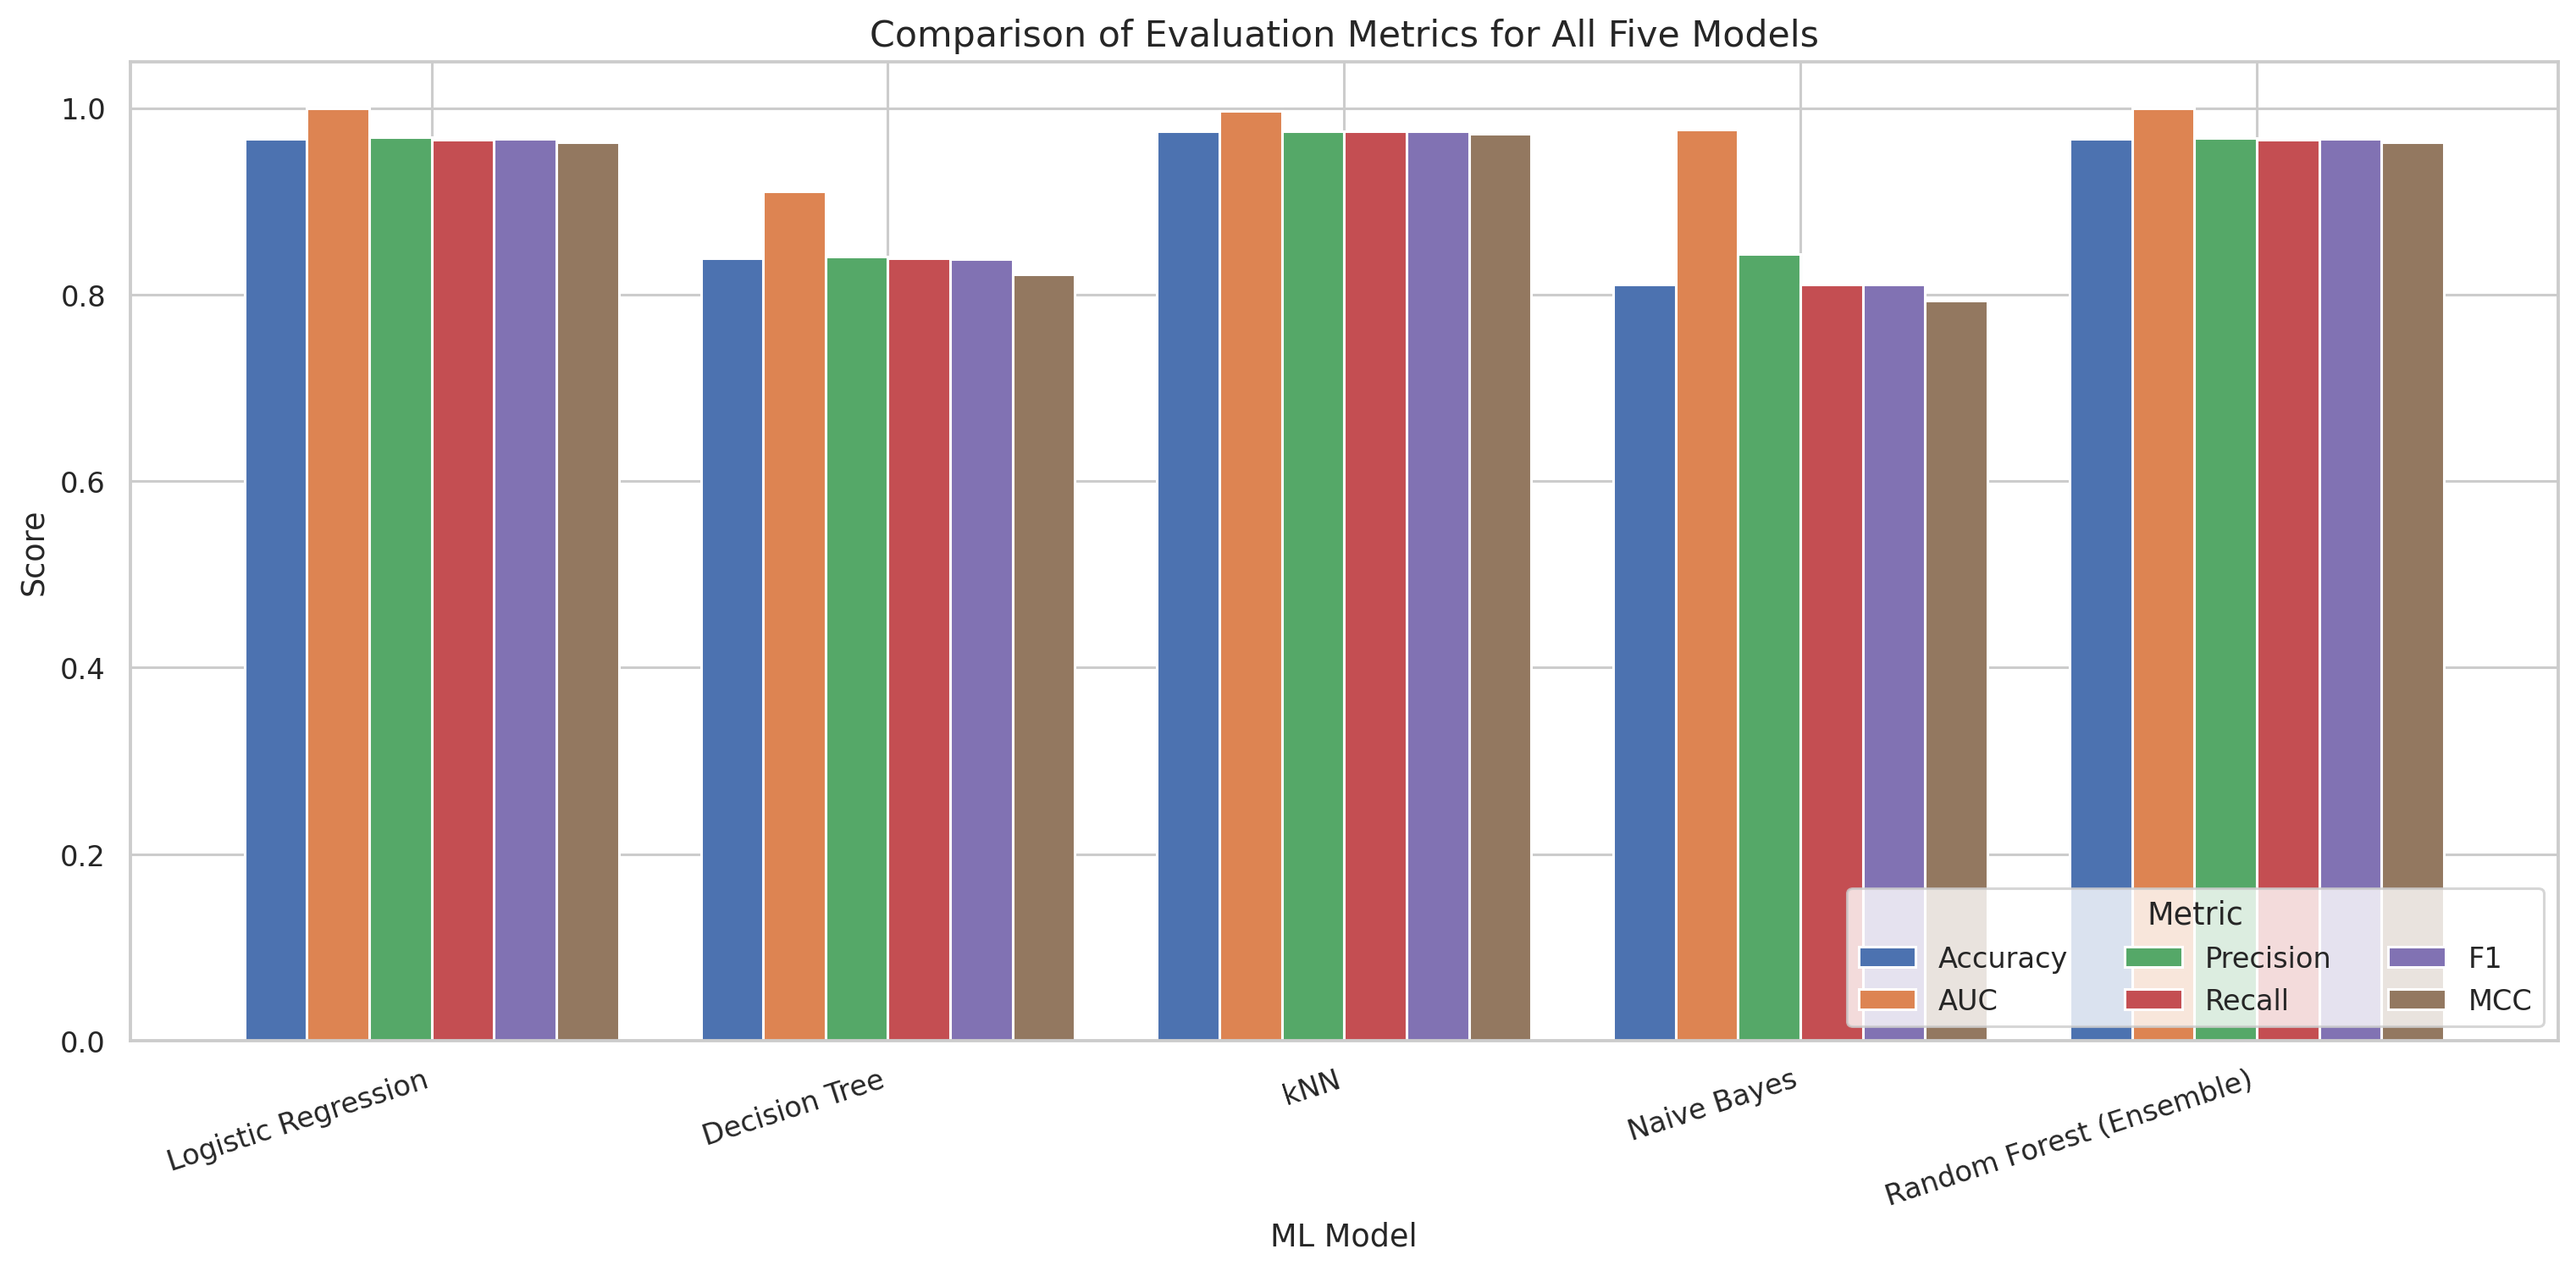 Comparison of Evaluation Metrics for All Five Models
Score
1.0
0.8
0.6
0.4
0.2
0.0
Metric
Accuracy
AUC
Precision
Recall
F1
MCC
Logistic Regression
Decision Tree
kNN
Naive Bayes
Random Forest (Ensemble)
ML Model